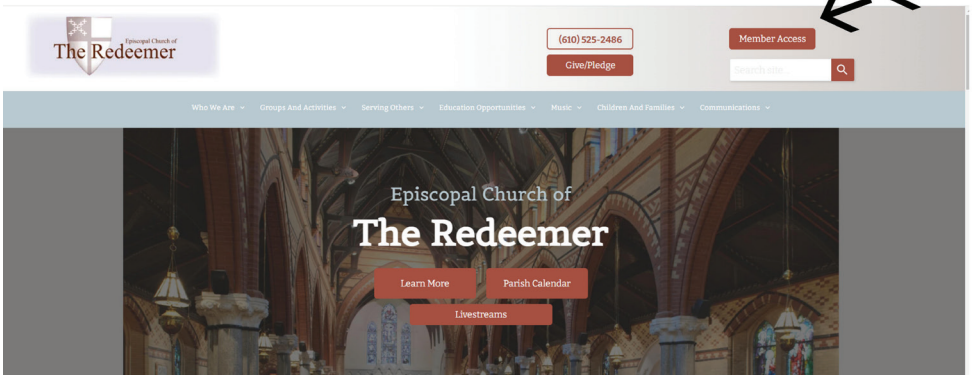 Episcopal Church of
The Redeemer
(610) 525-2486
Give/Pledge
Member Access
Search site...
Who We Are
Groups And Activities
Serving Others
Education Opportunities
Music
Children And Families
Communications
Episcopal Church of
The Redeemer
Learn More
Parish Calendar
Livestreams